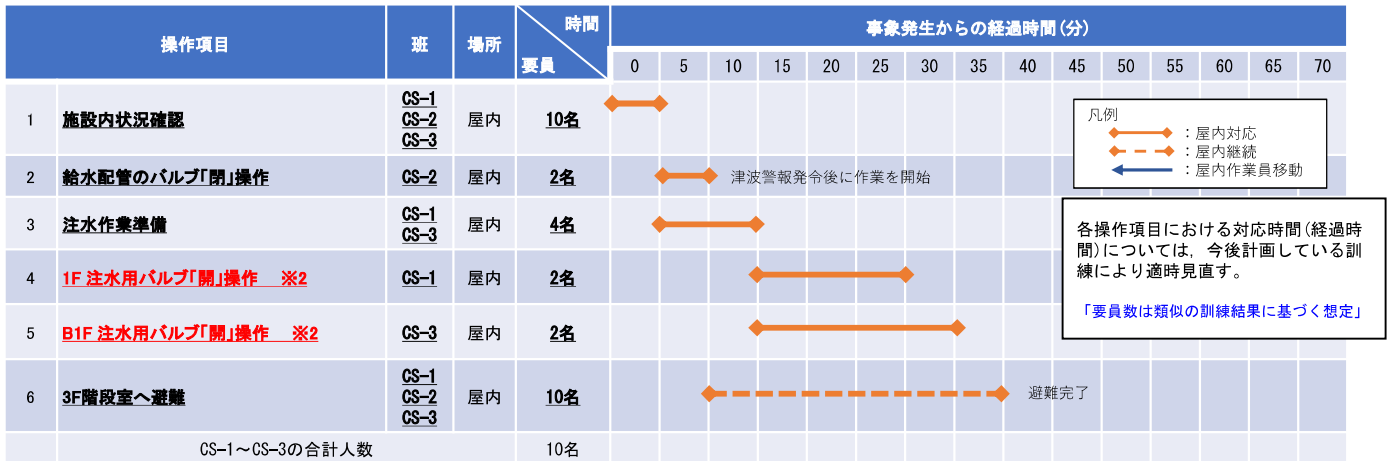 操作項目 班 場所 時間 要員 事象発生からの経過時間(分)
0 5 10 15 20 25 30 35 40 45 50 55 60 65 70
1 施設内状況確認 CS-1 CS-2 CS-3 屋内 10名
2 給水配管のバルブ「閉」操作 CS-2 屋内 2名 津波警報発令後に作業を開始
3 注水作業準備 CS-1 CS-3 屋内 4名
4 1F 注水用バルブ「開」操作 ※2 CS-1 屋内 2名
5 B1F 注水用バルブ「開」操作 ※2 CS-3 屋内 2名
6 3F階段室へ避難 CS-1 CS-2 CS-3 屋内 10名 避難完了
CS-1～CS-3の合計人数 10名
凡例
：屋内対応
：屋内継続
：屋内作業員移動
各操作項目における対応時間(経過時
間)については，今後計画している訓
練により適時見直す。
「要員数は類似の訓練結果に基づく想定」